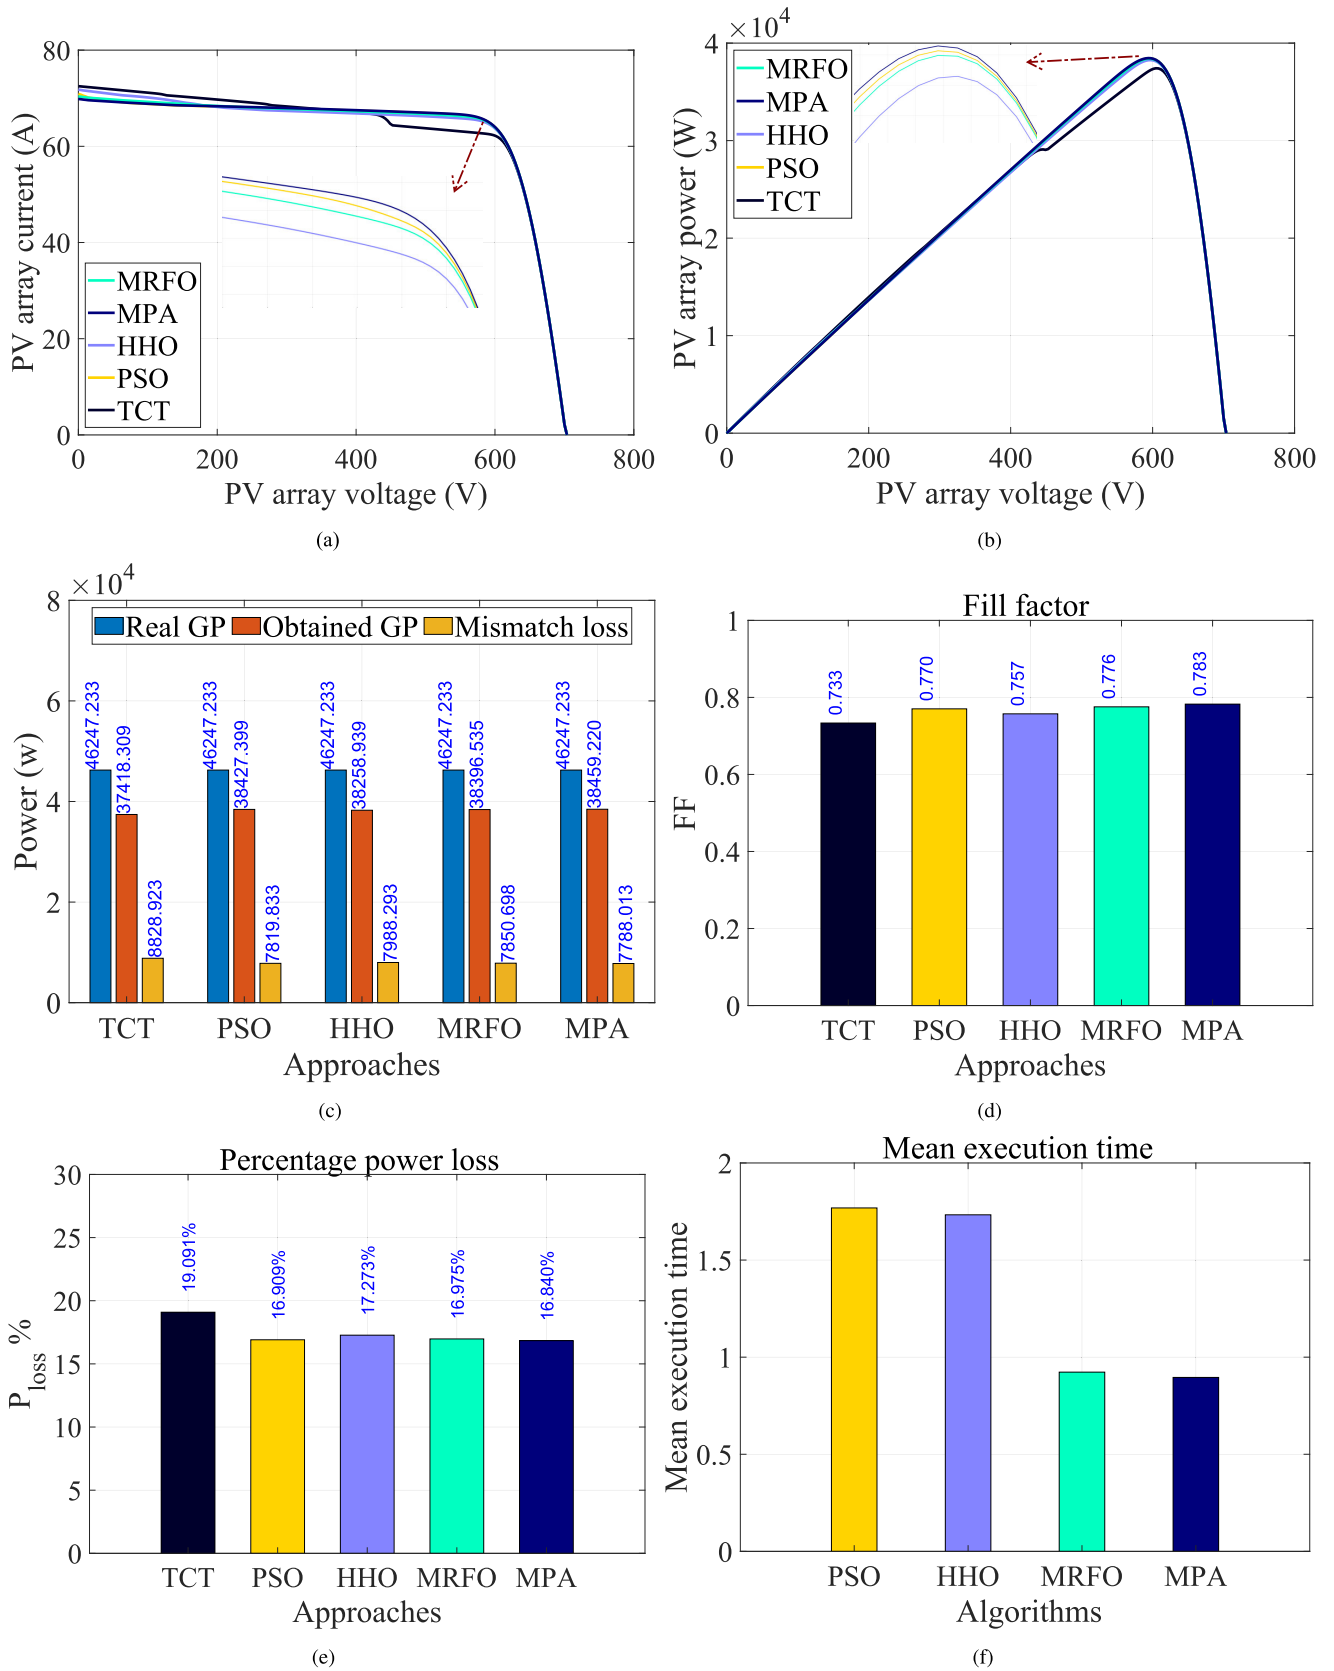 80
60
40
20
0
PV array current (A)
MRFO
MPA
HHO
PSO
TCT
0 200 400 600 800
PV array voltage (V)
(a)
×10⁴
4
3
2
1
0
PV array power (W)
MRFO
MPA
HHO
PSO
TCT
0 200 400 600 800
PV array voltage (V)
(b)
×10⁴
8
6
4
2
0
Power (w)
Real GP Obtained GP Mismatch loss
46247.233 37418.309 8828.923
46247.233 38427.399 7819.833
46247.233 38258.939 7988.293
46247.233 38396.535 7850.698
46247.233 38459.220 7788.013
TCT PSO HHO MRFO MPA
Approaches
(c)
Fill factor
1
0.8
0.6
0.4
0.2
0
FF
0.733 0.770 0.757 0.776 0.783
TCT PSO HHO MRFO MPA
Approaches
(d)
Percentage power loss
30
25
20
15
10
5
0
P_loss %
19.091% 16.909% 17.273% 16.975% 16.840%
TCT PSO HHO MRFO MPA
Approaches
(e)
Mean execution time
2
1.5
1
0.5
0
Mean execution time
PSO HHO MRFO MPA
Algorithms
(f)